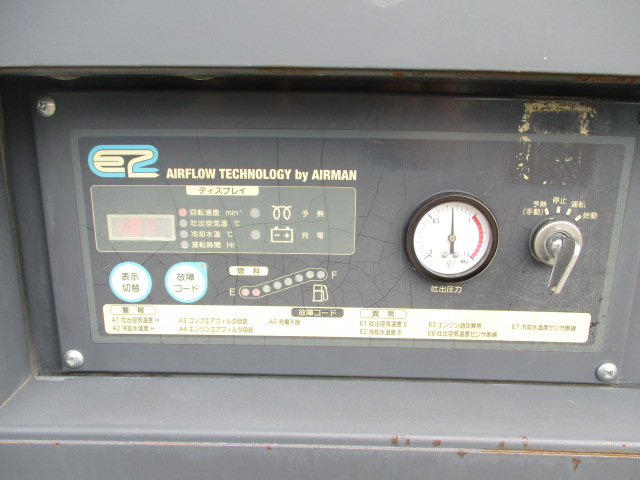 EZ
AIRFLOW TECHNOLOGY by AIRMAN
ディスプレイ
回転速度 min⁻¹
予熱
吐出空気温度 ℃
冷却水温 ℃
充電
運転時間 Hr
表示
切替
故障
コード
燃料
E
F
吐出圧力
予熱
(手動)
停止
運転
始動
故障コード
警報
異常
A1 吐出空気温度 H
A3 コンプエアフィルタ目詰
A5 充電不良
E1 吐出空気温度 E
E3 エンジン油圧異常
E7 冷却水温度センサ断線
A2 冷却水温度 H
A4 エンジンエアフィルタ目詰
E2 冷却水温度 E
E6 吐出空気温度センサ断線